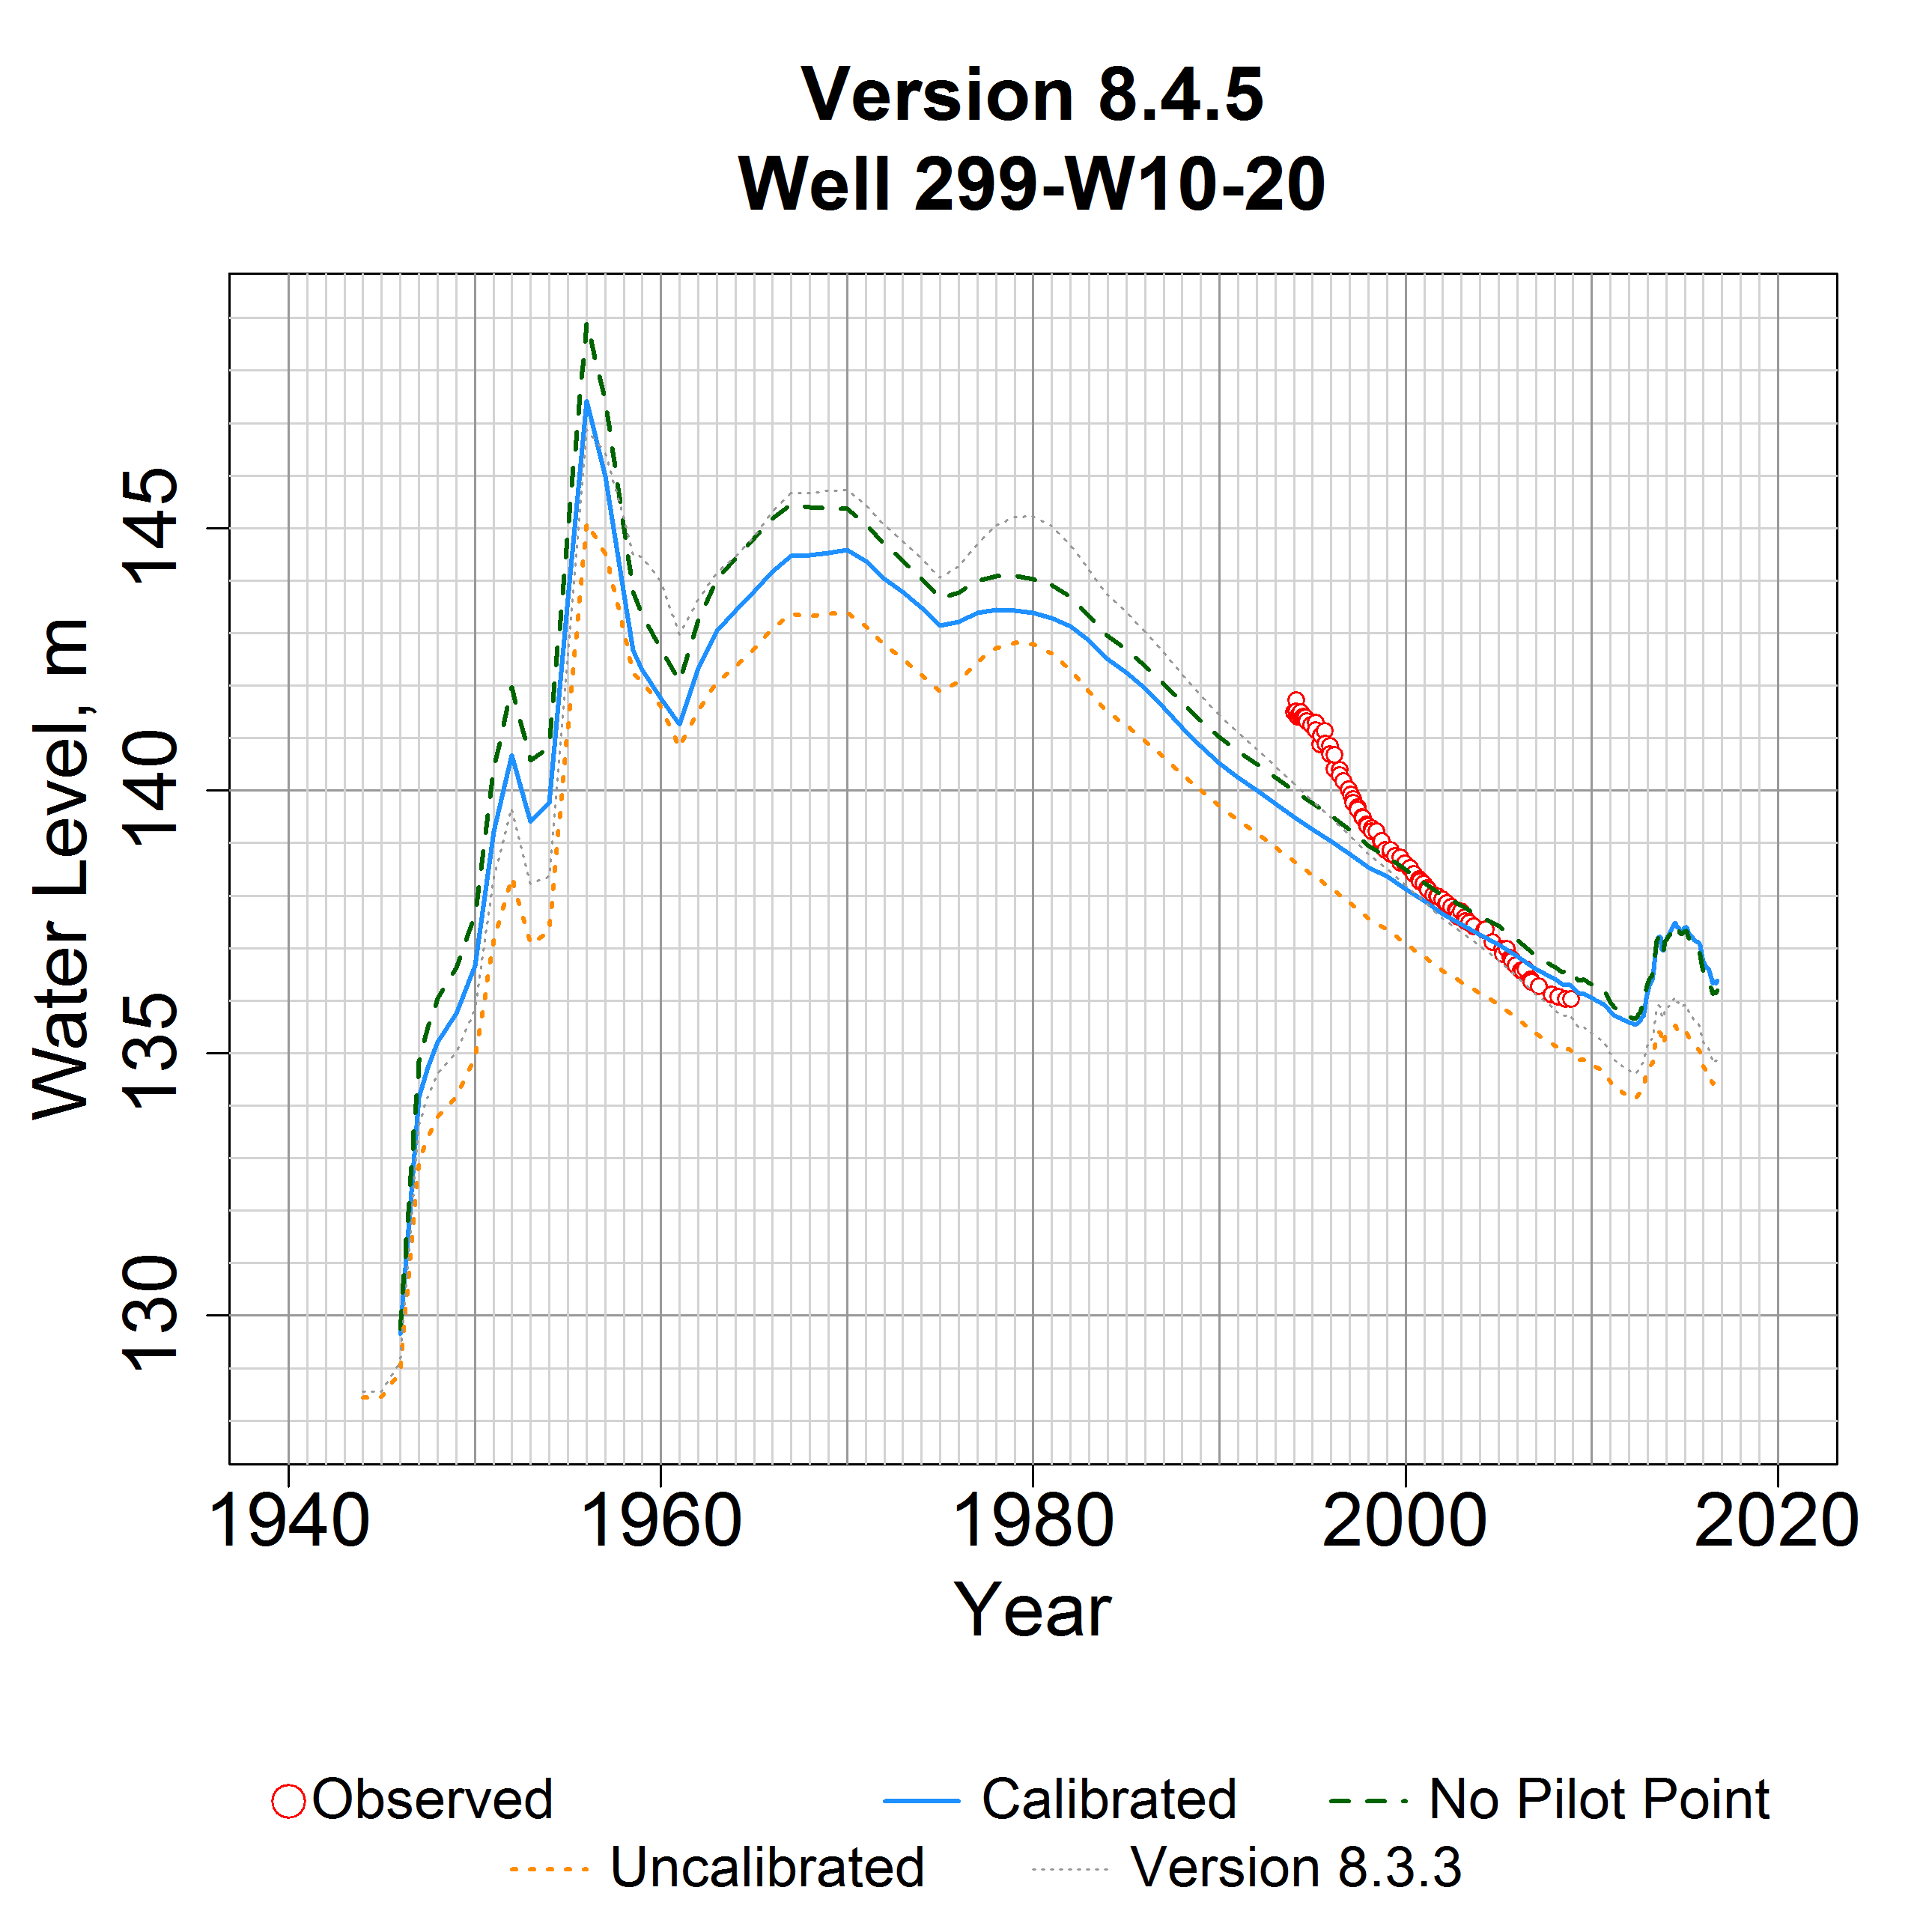 Version 8.4.5
Well 299-W10-20
Water Level, m
145
140
135
130
1940 1960 1980 2000 2020
Year
Observed Calibrated No Pilot Point
Uncalibrated Version 8.3.3